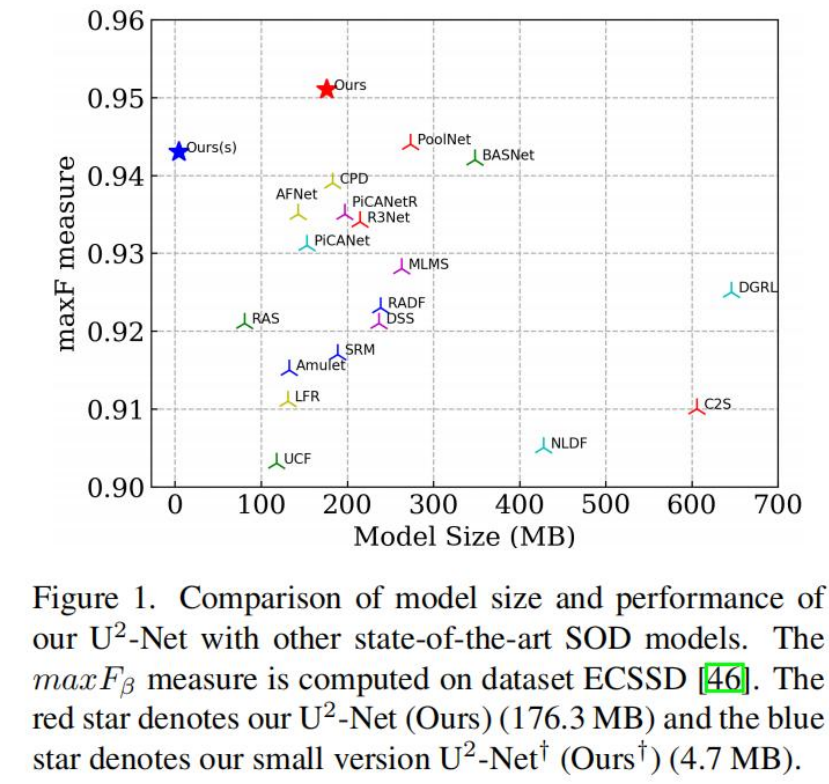 0.96
Ours
0.95
PoolNet
Ours(s)
BASNet
0.94
CPD
AFNet
PiCANetR
R3Net
PiCANet
0.93
MLMS
DGRL
RADF
RAS
DSS
0.92
SRM
Amulet
LFR
C2S
0.91
NLDF
UCF
0.90
maxF measure
0 100 200 300 400 500 600 700
Model Size (MB)
Figure 1. Comparison of model size and performance of
our U²-Net with other state-of-the-art SOD models. The
maxFβ measure is computed on dataset ECSSD [46]. The
red star denotes our U²-Net (Ours) (176.3 MB) and the blue
star denotes our small version U²-Net† (Ours†) (4.7 MB).